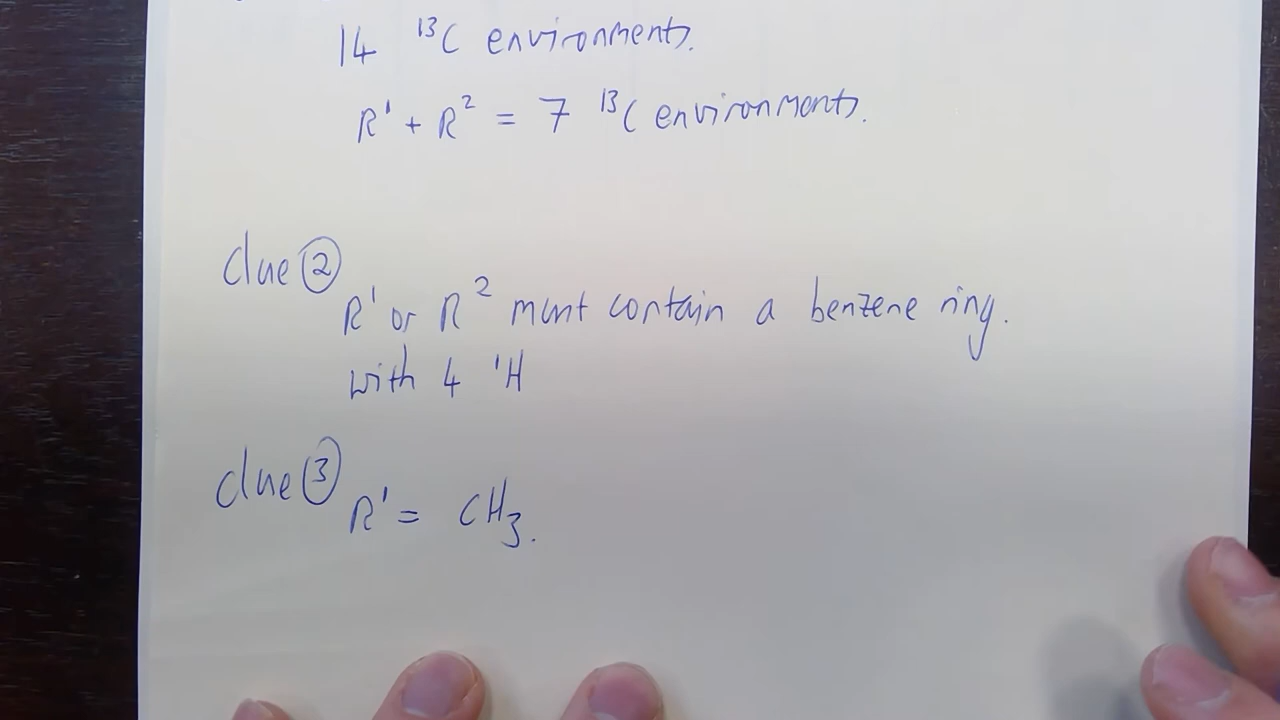 14 ¹³C environments.
R¹ + R² = 7 ¹³C environments.
Clue ②
R¹ or R² must contain a benzene ring.
with 4 ¹H
Clue ③
R¹ = CH₃.